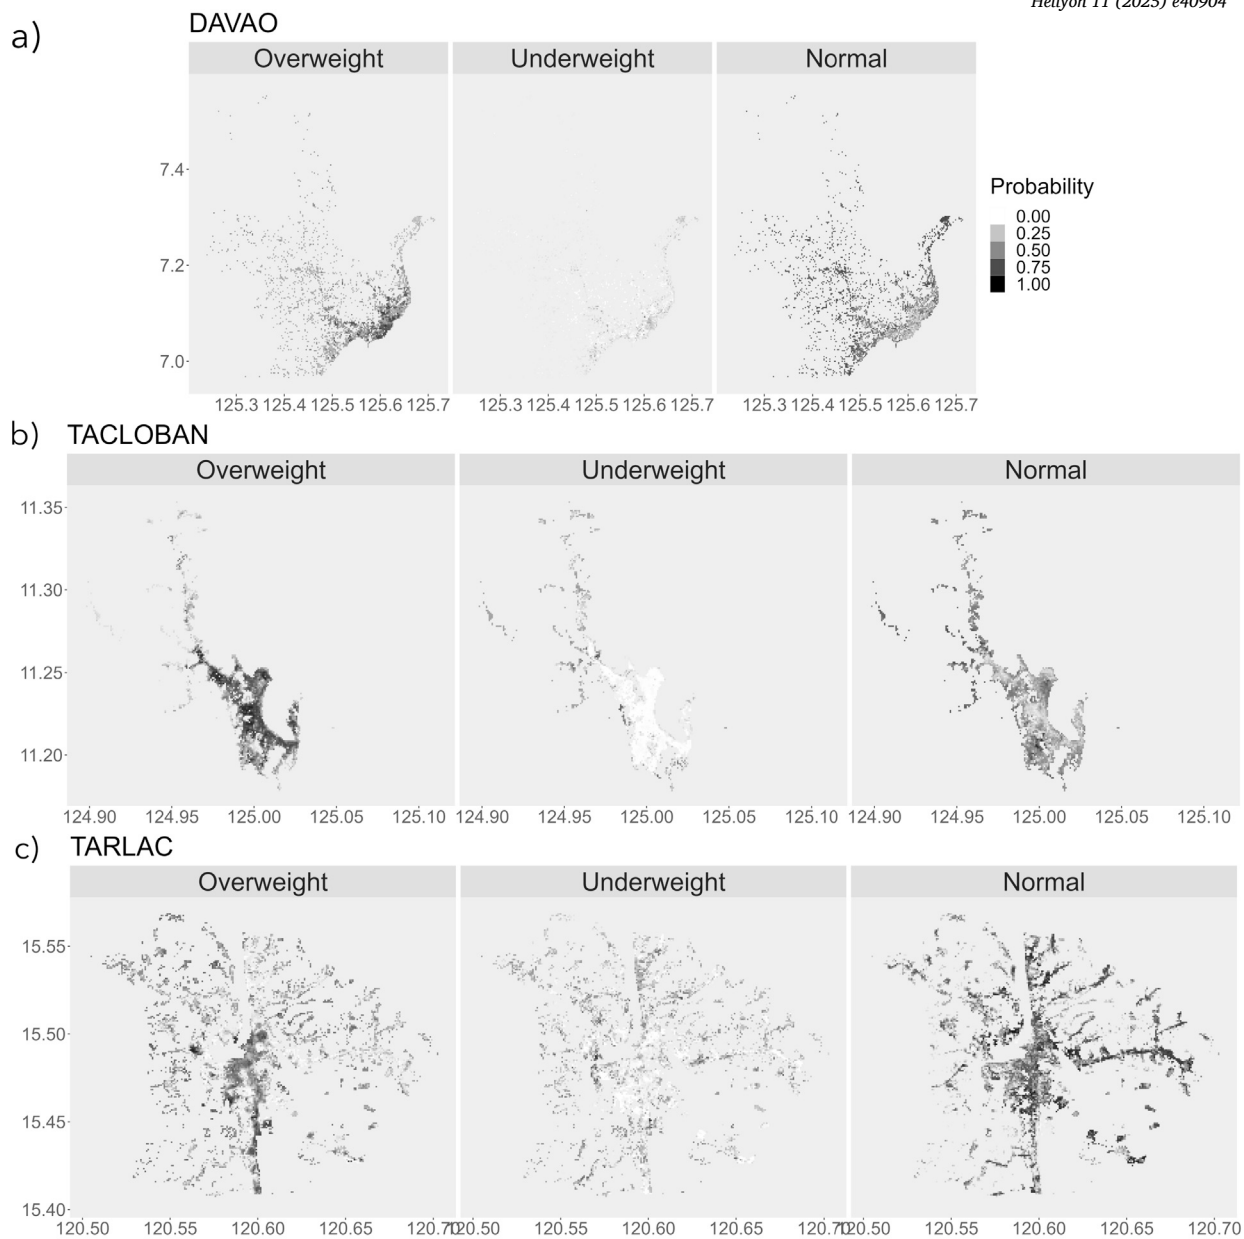 Heliyon 11 (2025) e40904
a)
DAVAO
Overweight Underweight Normal
7.4
7.2
7.0
125.3 125.4 125.5 125.6 125.7 125.3 125.4 125.5 125.6 125.7 125.3 125.4 125.5 125.6 125.7
Probability
0.00
0.25
0.50
0.75
1.00
b)
TACLOBAN
Overweight Underweight Normal
11.35
11.30
11.25
11.20
124.90 124.95 125.00 125.05 125.10 124.90 124.95 125.00 125.05 125.10 124.90 124.95 125.00 125.05 125.10
c)
TARLAC
Overweight Underweight Normal
15.55
15.50
15.45
15.40
120.50 120.55 120.60 120.65 120.70 120.50 120.55 120.60 120.65 120.70 120.50 120.55 120.60 120.65 120.70